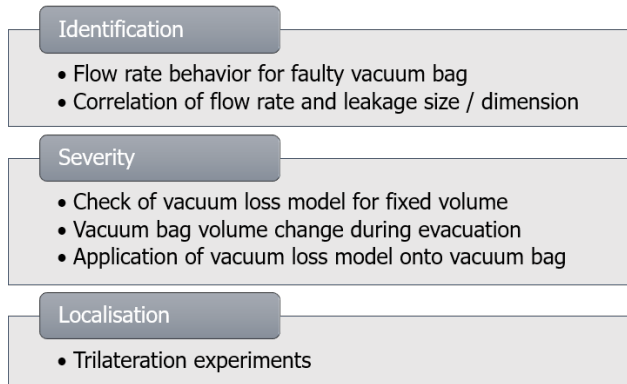 Identification
• Flow rate behavior for faulty vacuum bag
• Correlation of flow rate and leakage size / dimension
Severity
• Check of vacuum loss model for fixed volume
• Vacuum bag volume change during evacuation
• Application of vacuum loss model onto vacuum bag
Localisation
• Trilateration experiments